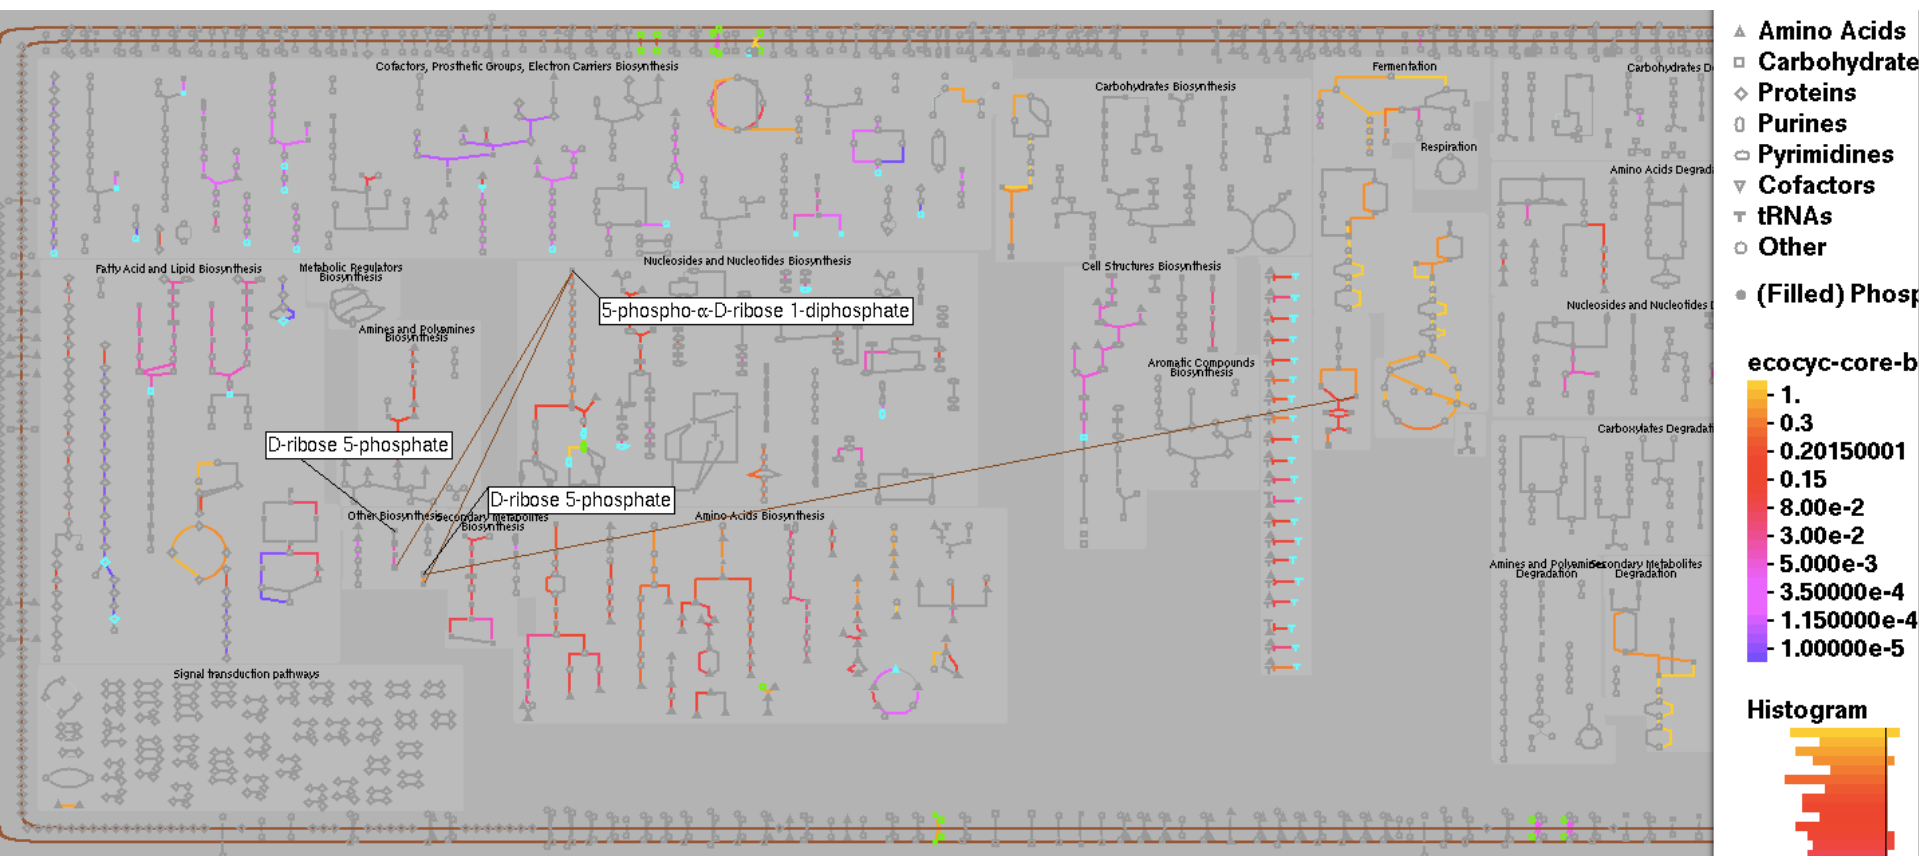 Cofactors, Prosthetic Groups, Electron Carriers Biosynthesis
Carbohydrates Biosynthesis
Fermentation
Respiration
Carbohydrates D
Amino Acids Degrad
Fatty Acid and Lipid Biosynthesis
Metabolic Regulators
Biosynthesis
Nucleosides and Nucleotides Biosynthesis
Cell Structures Biosynthesis
Nucleosides and Nucleotides D
5-phospho-α-D-ribose 1-diphosphate
Amines and Polyamines
Biosynthesis
Aromatic Compounds
Biosynthesis
D-ribose 5-phosphate
Carboxylates Degradati
D-ribose 5-phosphate
Other Biosynthesis
Secondary Metabolites
Biosynthesis
Amino Acids Biosynthesis
Amines and Polyamines
Degradation
Secondary Metabolites
Degradation
Signal transduction pathways
Amino Acids
Carbohydrate
Proteins
Purines
Pyrimidines
Cofactors
tRNAs
Other
(Filled) Phosp
ecocyc-core-b
1.
0.3
0.20150001
0.15
8.00e-2
3.00e-2
5.000e-3
3.50000e-4
1.150000e-4
1.00000e-5
Histogram